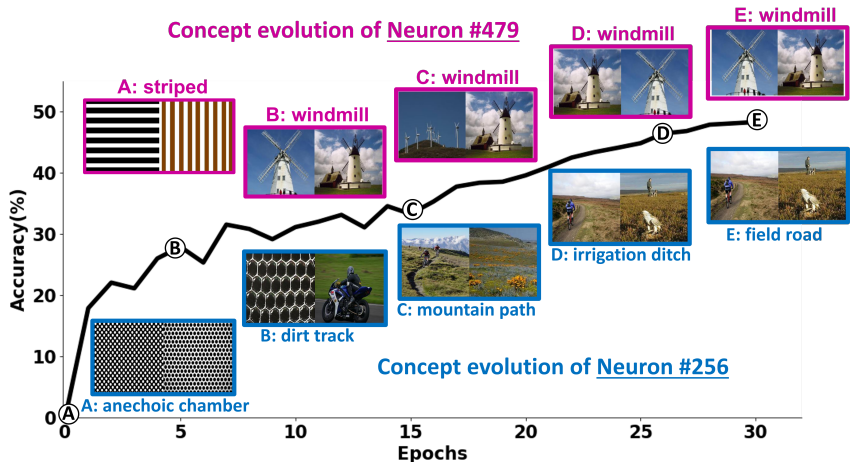 Concept evolution of Neuron #479
A: striped
B: windmill
C: windmill
D: windmill
E: windmill
Accuracy(%)
50
40
30
20
10
0
A
B
C
D
E
A: anechoic chamber
B: dirt track
C: mountain path
D: irrigation ditch
E: field road
Concept evolution of Neuron #256
0
5
10
15
20
25
30
Epochs